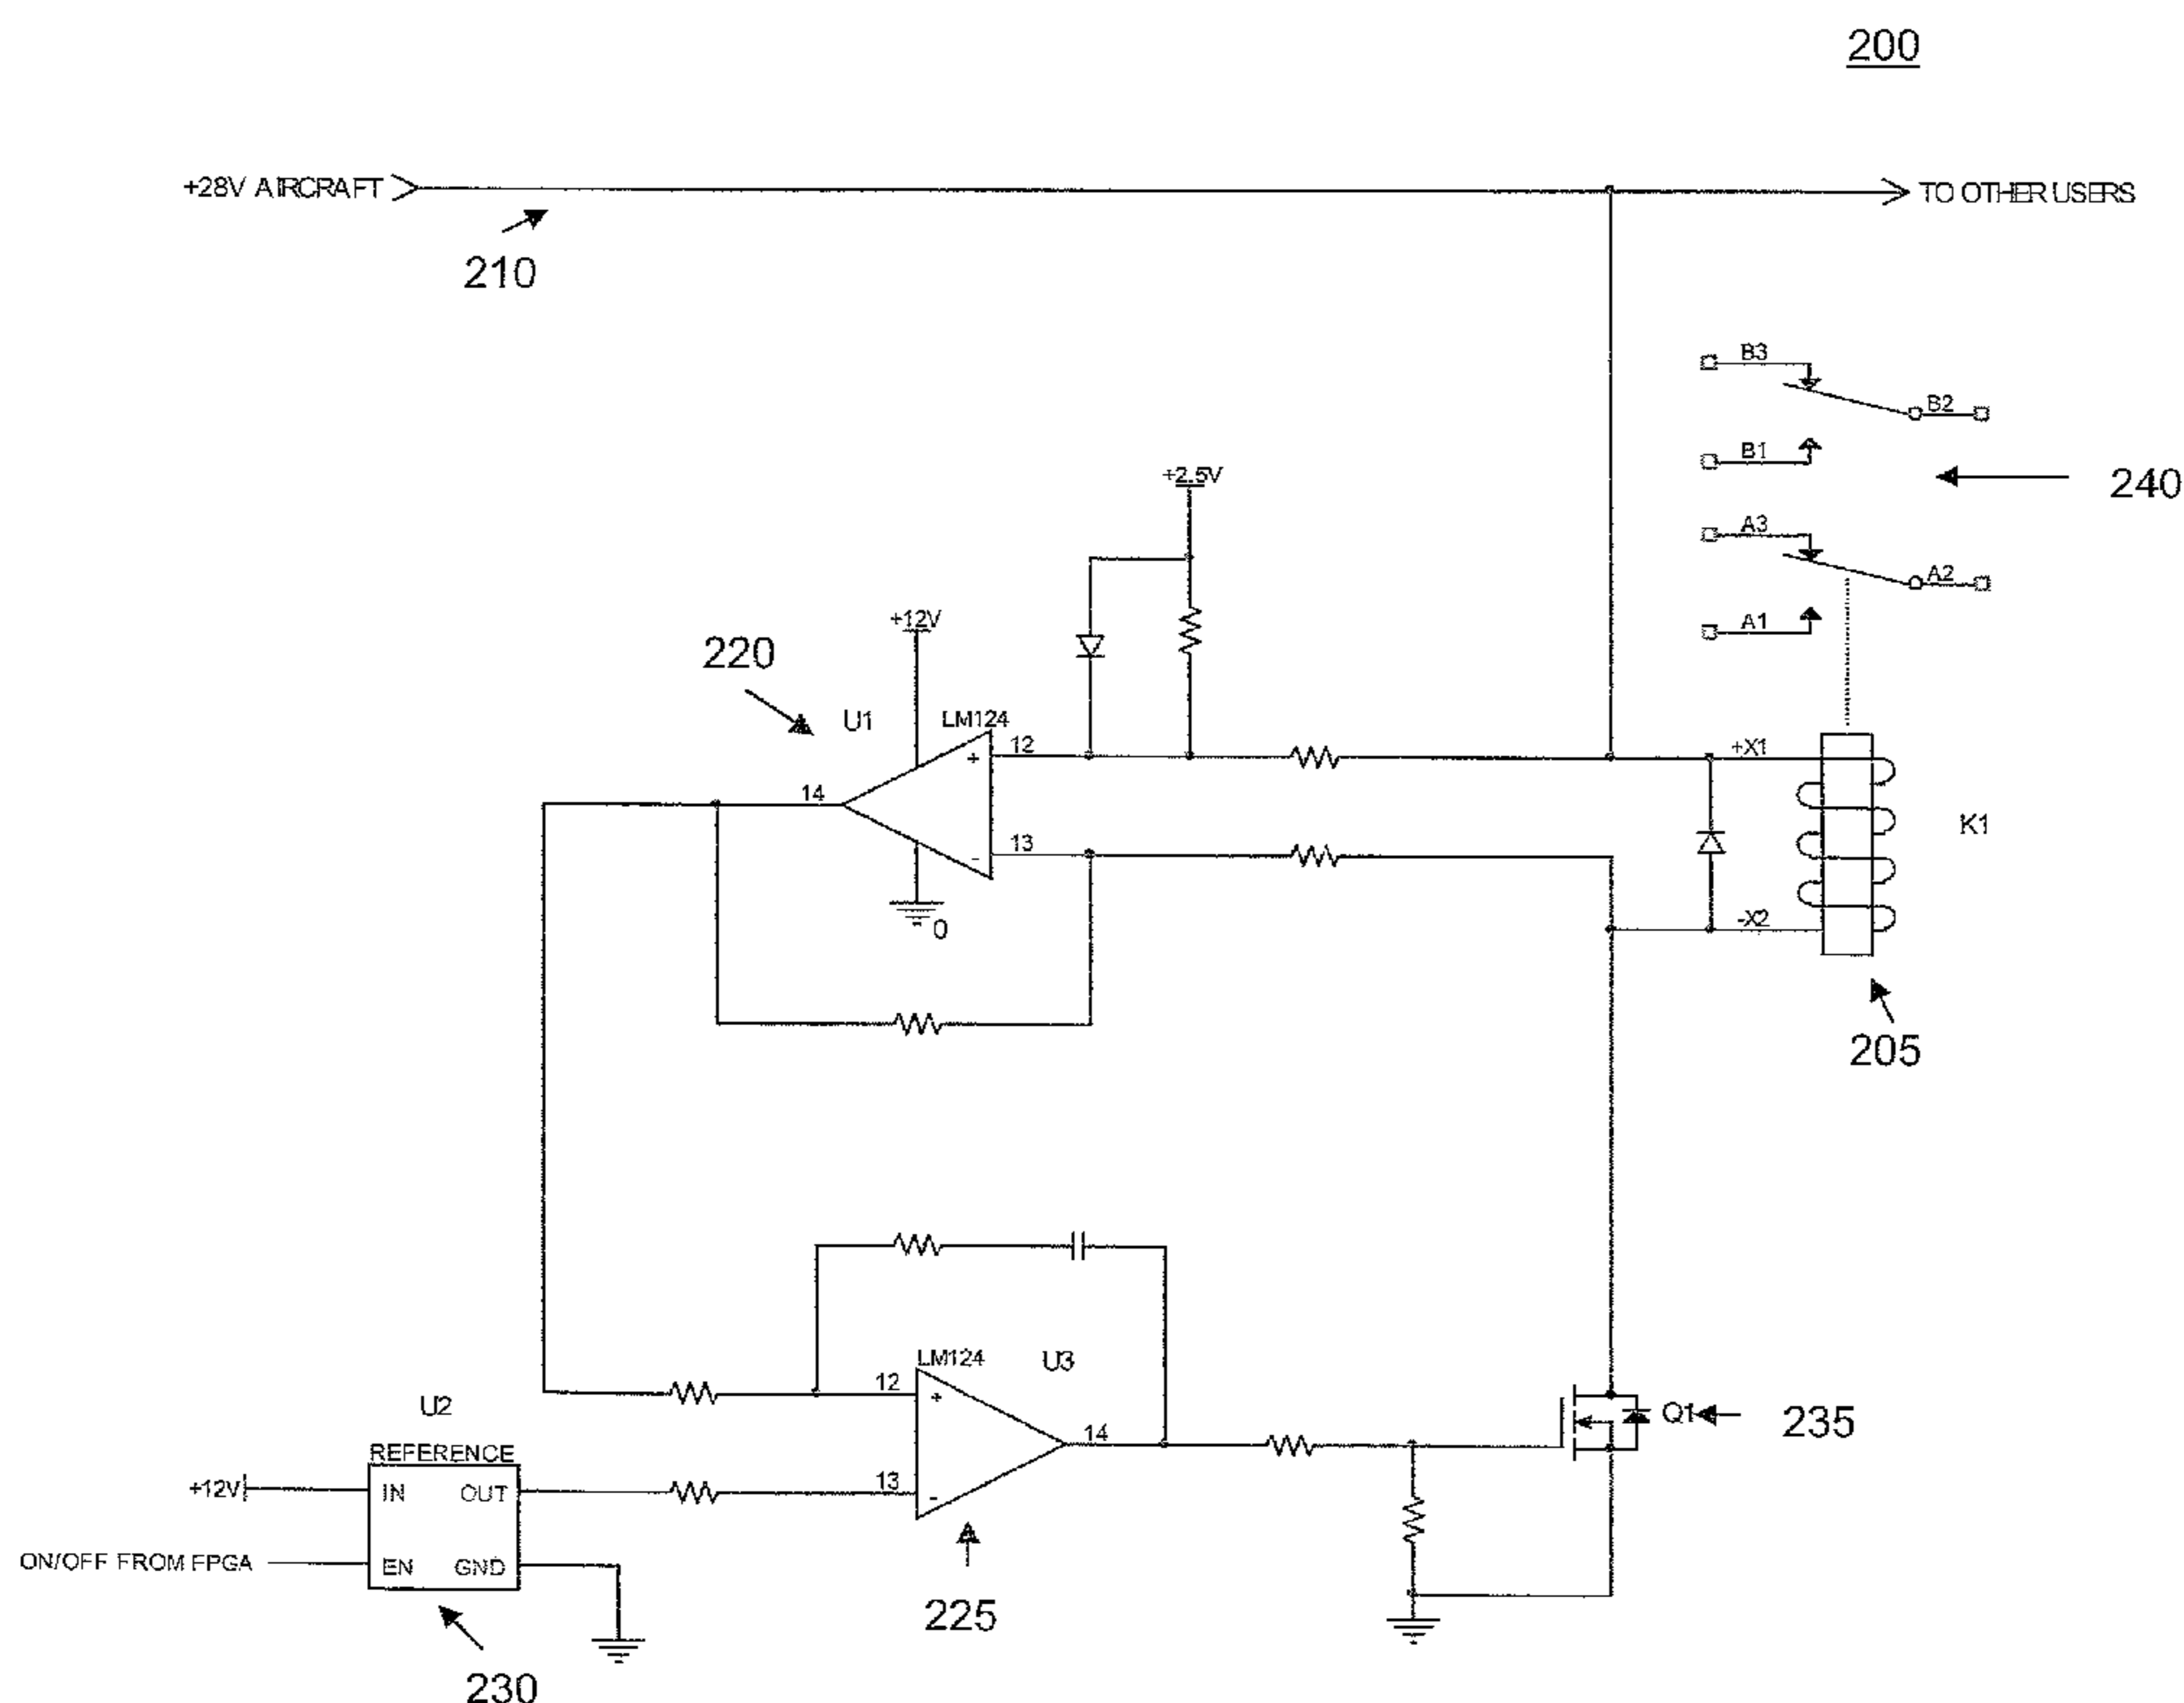 200
+28V AIRCRAFT
TO OTHER USERS
210
B3
B2
B1
240
+2.5V
A3
A2
A1
+12V
220
U1
LM124
12
+
+X1
14
K1
13
-
-X2
0
205
LM124
U3
12
+
U2
Q1
235
14
REFERENCE
+12V
IN
OUT
13
-
ON/OFF FROM FPGA
EN
GND
225
230